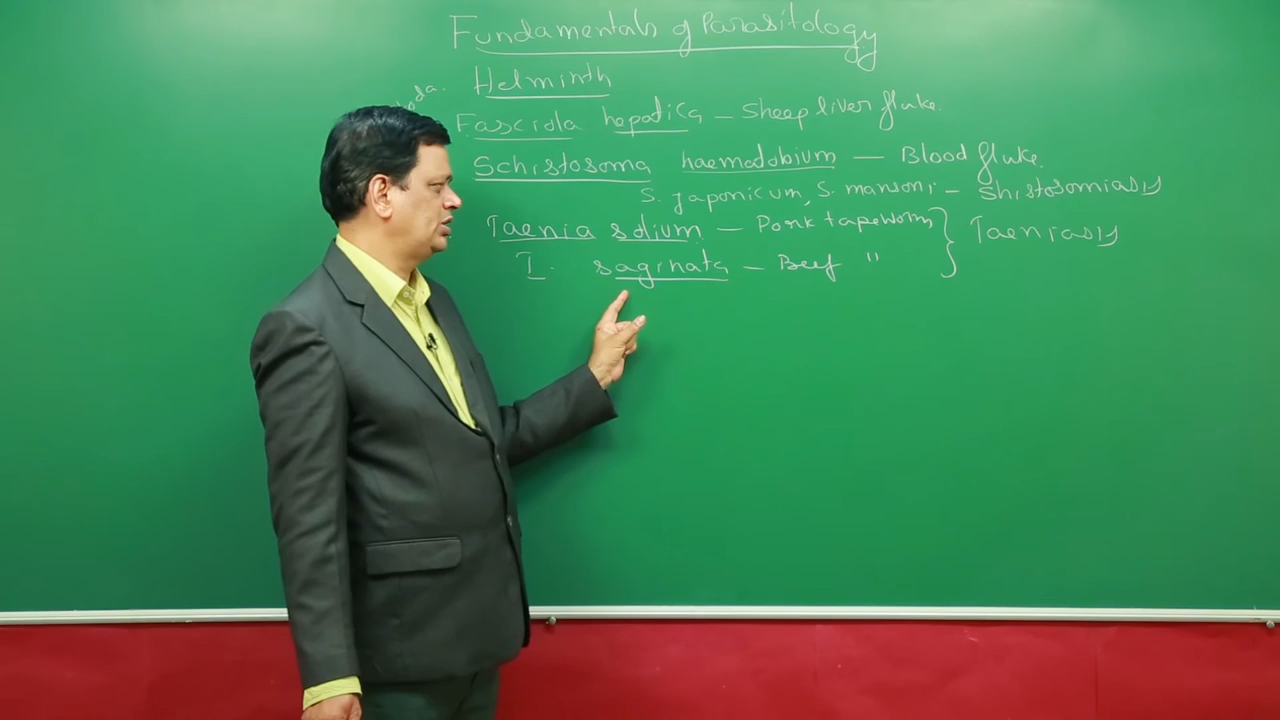 Fundamentals of Parasitology
Helminth
Fasciola hepatica – Sheep liver fluke.
Schistosoma haematobium – Blood fluke.
S. japonicum, S. mansoni – Shistosomiasis
Taenia solium – Pork tapeworm } Taeniasis
T. saginata – Beef "